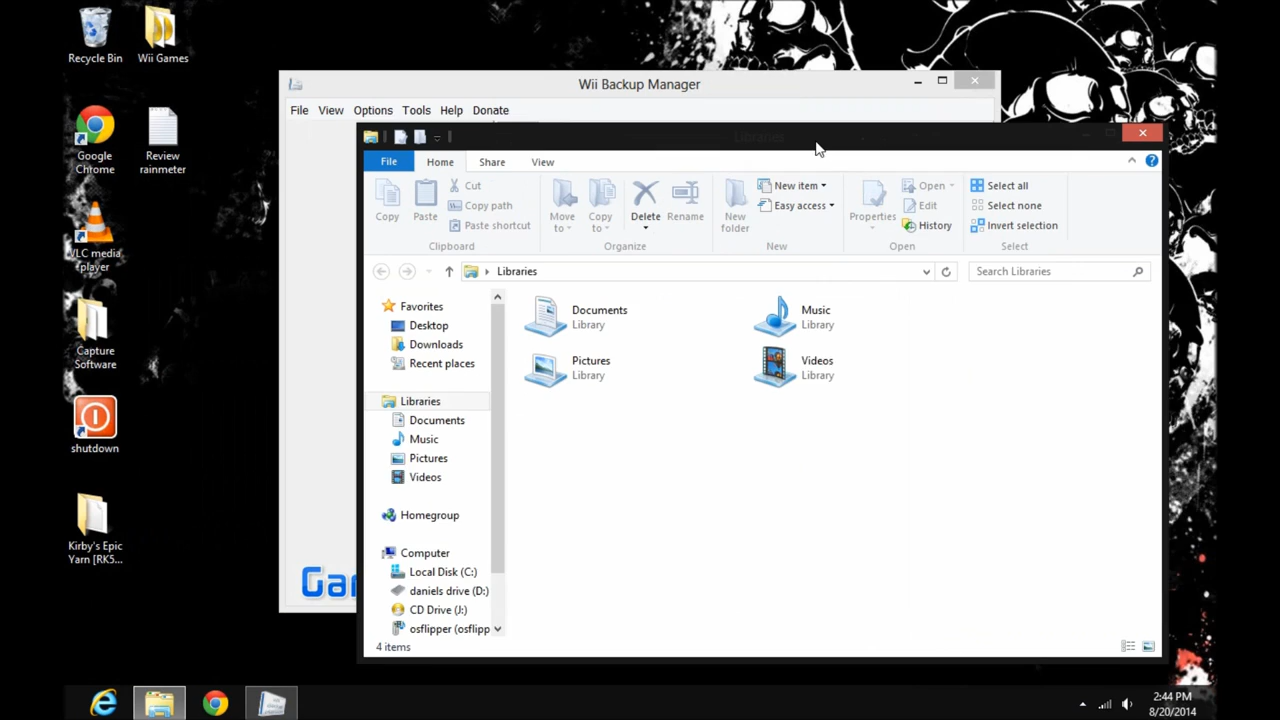 Recycle Bin
Wii Games
Google
Chrome
Review
rainmeter
VLC media
player
Capture
Software
shutdown
Kirby's Epic
Yarn [RK5...
Wii Backup Manager
File View Options Tools Help Donate
Libraries
File Home Share View
Copy
Paste
Cut
Copy path
Paste shortcut
Clipboard
Move
to
Copy
to
Delete
Rename
Organize
New
folder
New item
Easy access
New
Properties
Open
Edit
History
Open
Select all
Select none
Invert selection
Select
Libraries
Search Libraries
Favorites
Desktop
Downloads
Recent places
Libraries
Documents
Music
Pictures
Videos
Homegroup
Computer
Local Disk (C:)
daniels drive (D:)
CD Drive (J:)
osflipper (osflipp
Documents
Library
Music
Library
Pictures
Library
Videos
Library
4 items
Ga
2:44 PM
8/20/2014